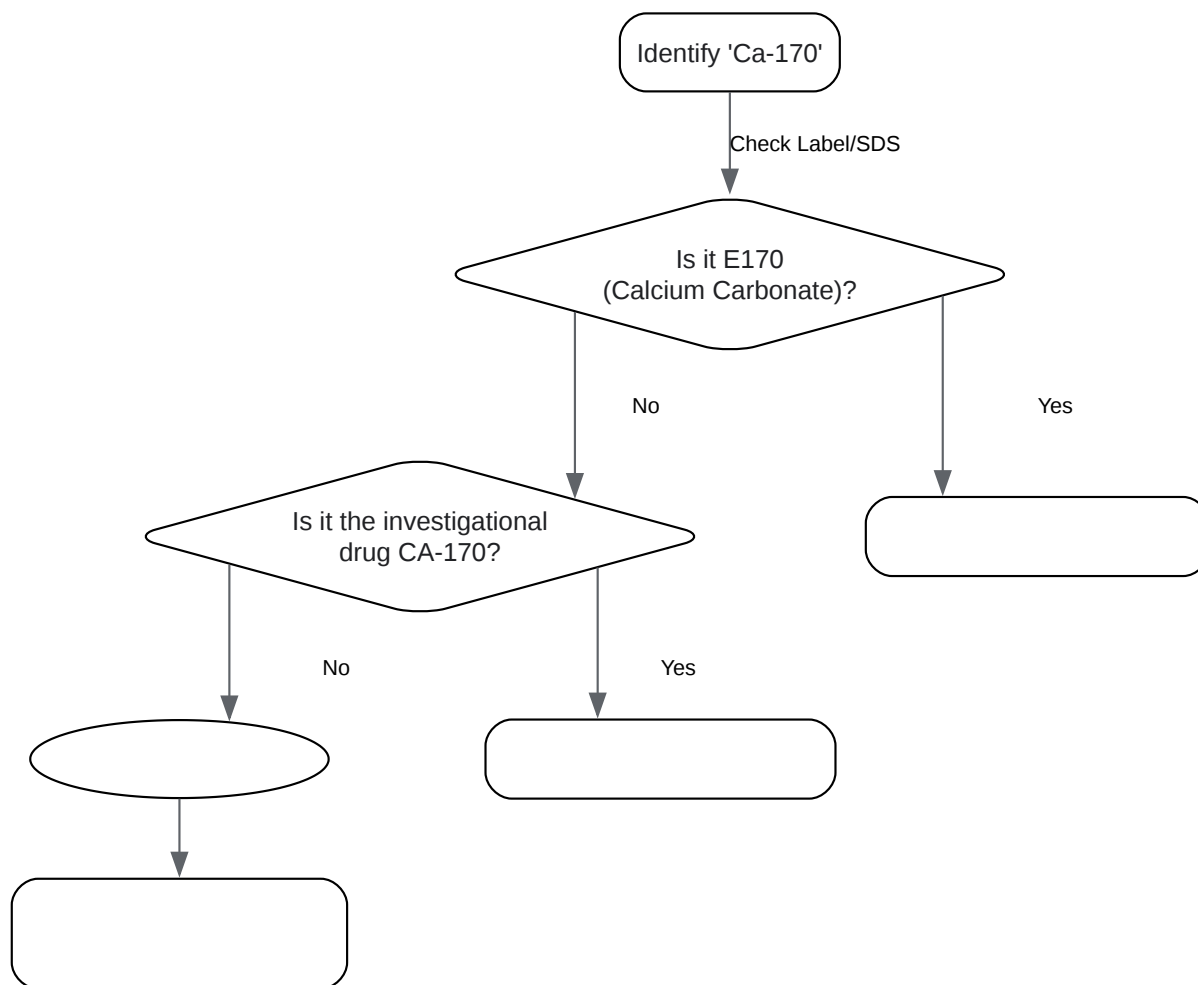 Identify 'Ca-170'
Check Label/SDS
Is it E170
(Calcium Carbonate)?
No
Yes
Is it the investigational
drug CA-170?
No
Yes